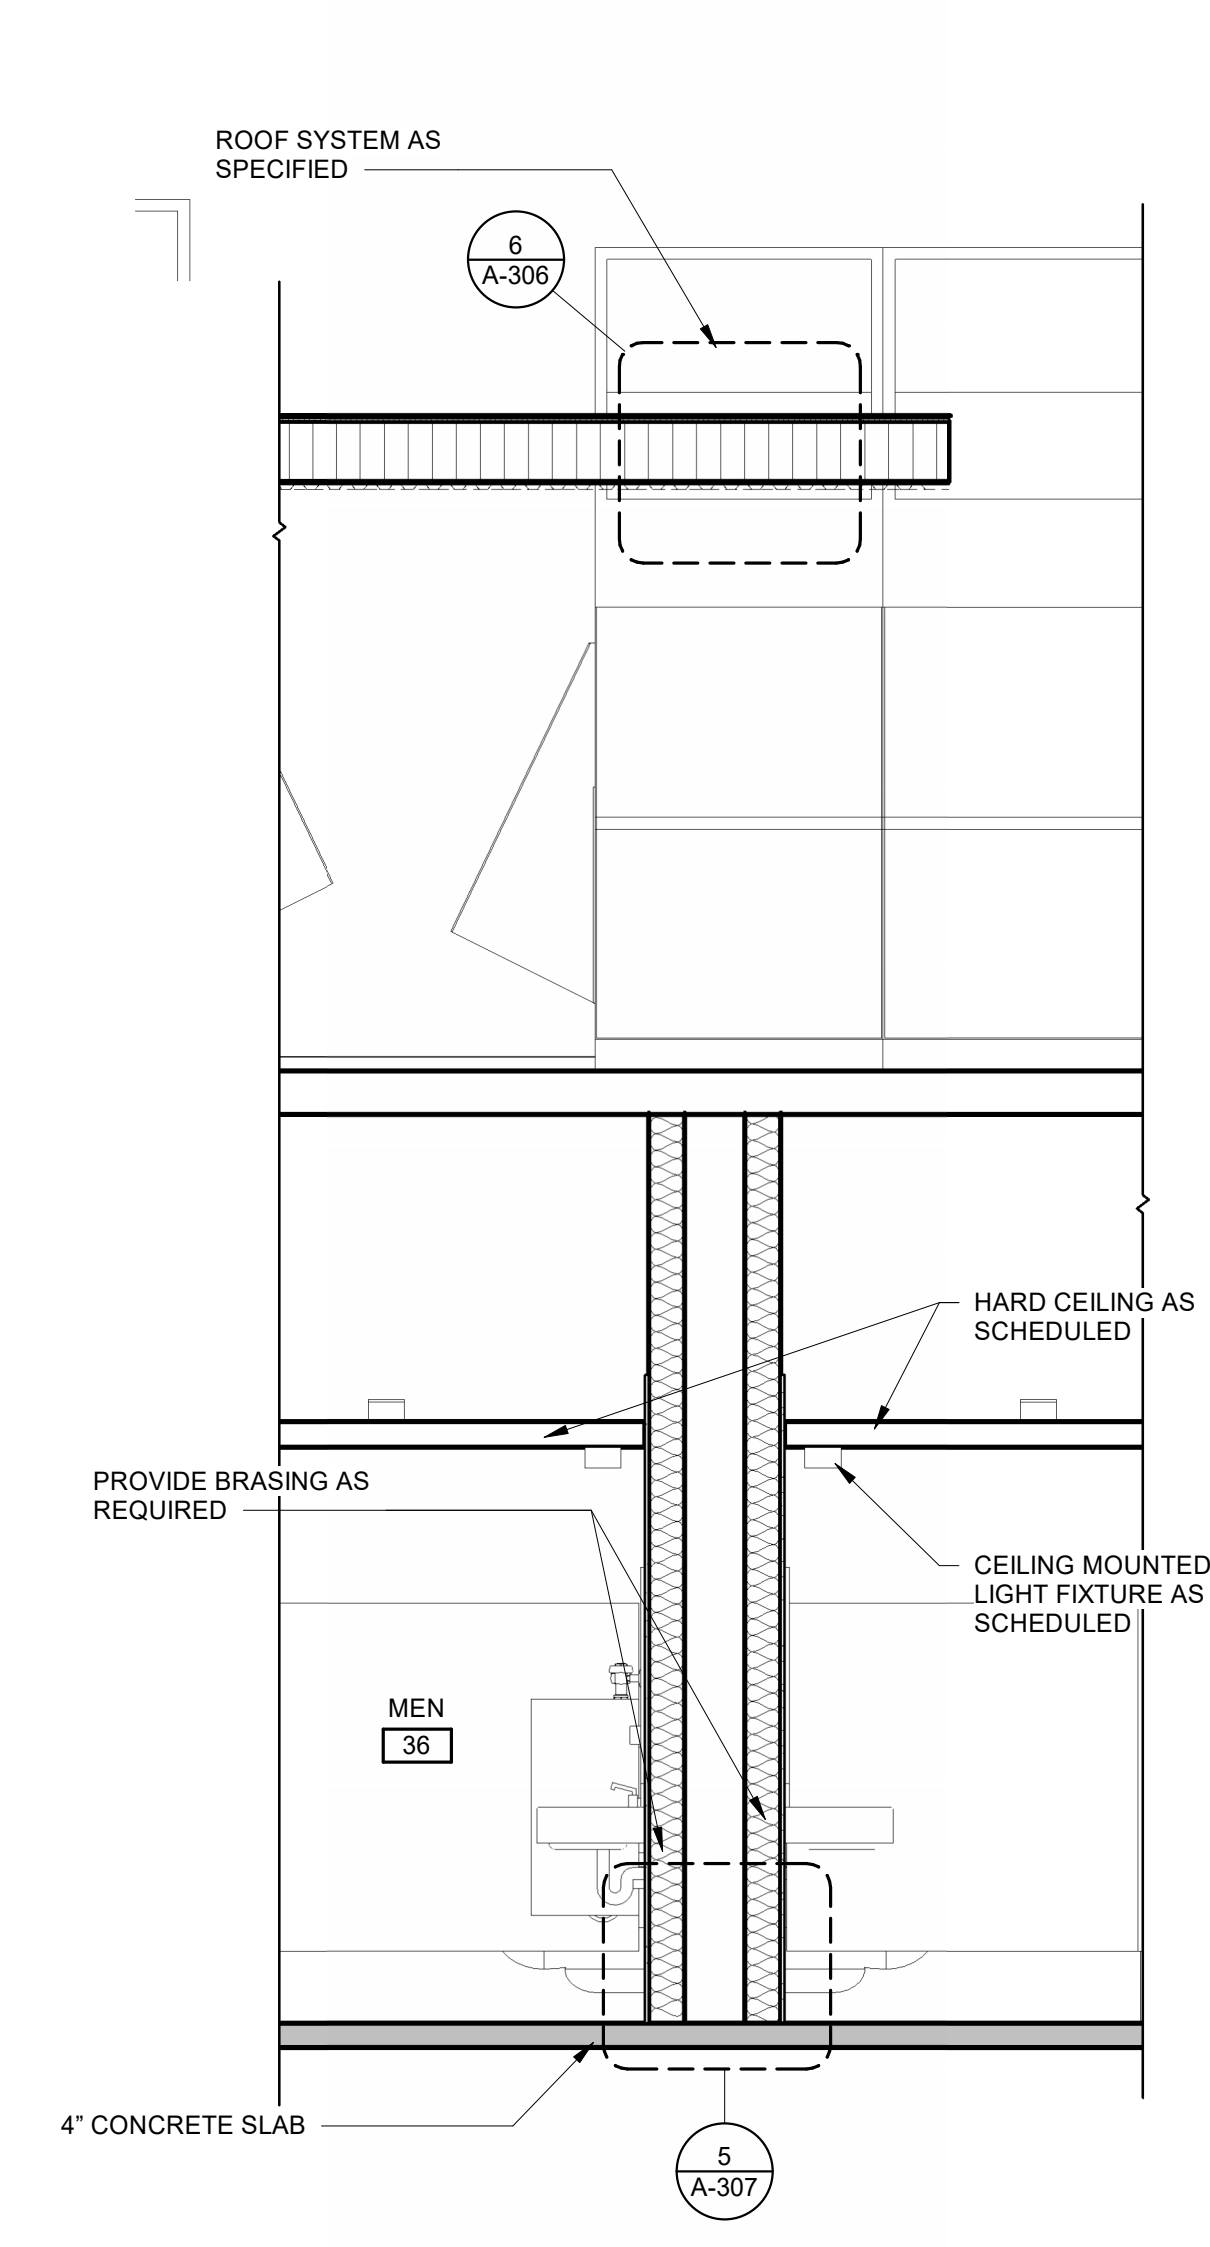 ROOF SYSTEM AS
SPECIFIED
6
A-306
HARD CEILING AS
SCHEDULED
PROVIDE BRASING AS
REQUIRED
CEILING MOUNTED
LIGHT FIXTURE AS
SCHEDULED
MEN
36
4” CONCRETE SLAB
5
A-307